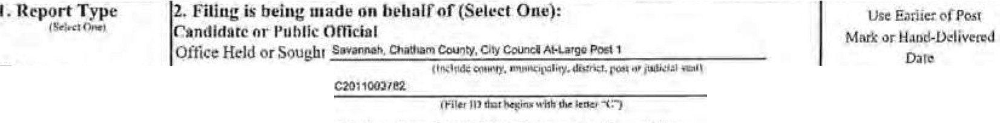 1. Report Type
(Select One)
2. Filing is being made on behalf of (Select One):
Candidate or Public Official
Office Held or Sought Savannah, Chatham County, City Council At-Large Post 1
(Include county, municipality, district, post or judicial seat)
C2011003782
(Filer ID that begins with the letter "C")
Use Earlier of Post
Mark or Hand-Delivered
Date